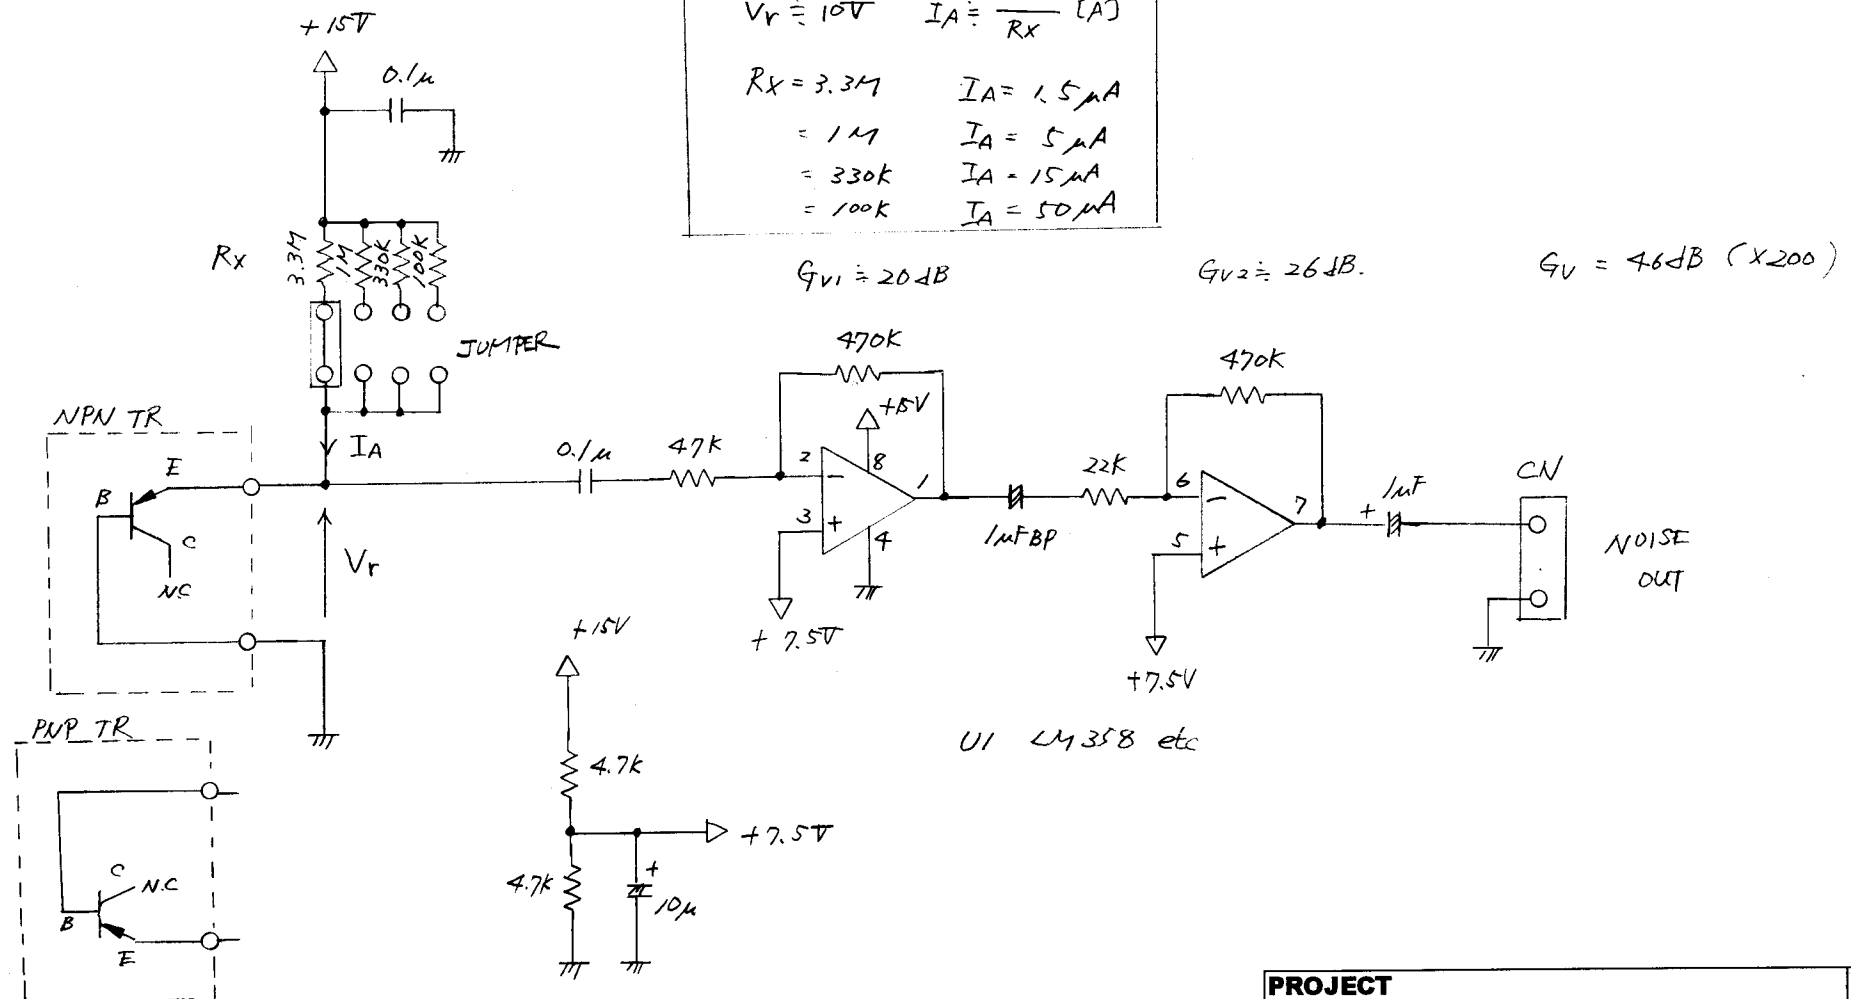 +15V
0.1μ
Vr ≒ 10V IA ≒ ── [A]
Rx
Rx = 3.3M IA = 1.5μA
= 1M IA = 5μA
= 330K IA = 15μA
= 100K IA = 50μA
Rx
3.3M
1M
330K
100K
JUMPER
IA
Gv1 ≒ 20dB
Gv2 ≒ 26dB.
Gv = 46dB (×200)
NPN TR
E
B
C
NC
Vr
0.1μ
47K
470K
+15V
2
8
1
3
4
+7.5V
1μF BP
22K
470K
6
7
5
+7.5V
+
1μF
CN
NOISE
OUT
PNP TR
C
N.C
B
E
+15V
4.7K
+7.5V
4.7K
+
10μ
U1 LM358 etc
PROJECT